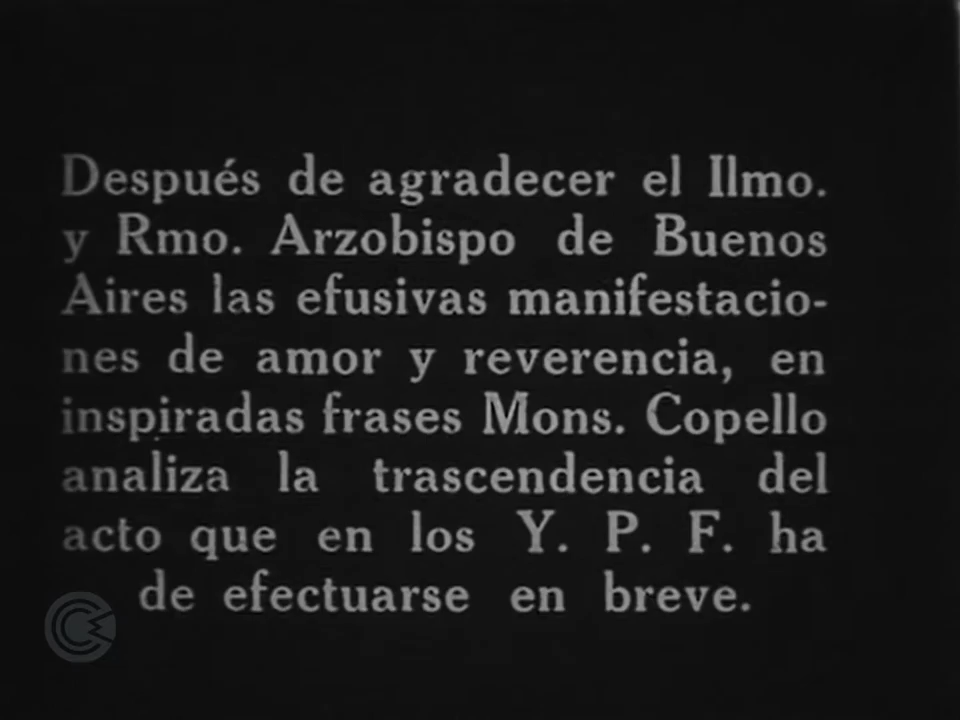 Después de agradecer el Ilmo.
y Rmo. Arzobispo de Buenos
Aires las efusivas manifestacio-
nes de amor y reverencia, en
inspiradas frases Mons. Copello
analiza la trascendencia del
acto que en los Y. P. F. ha
de efectuarse en breve.